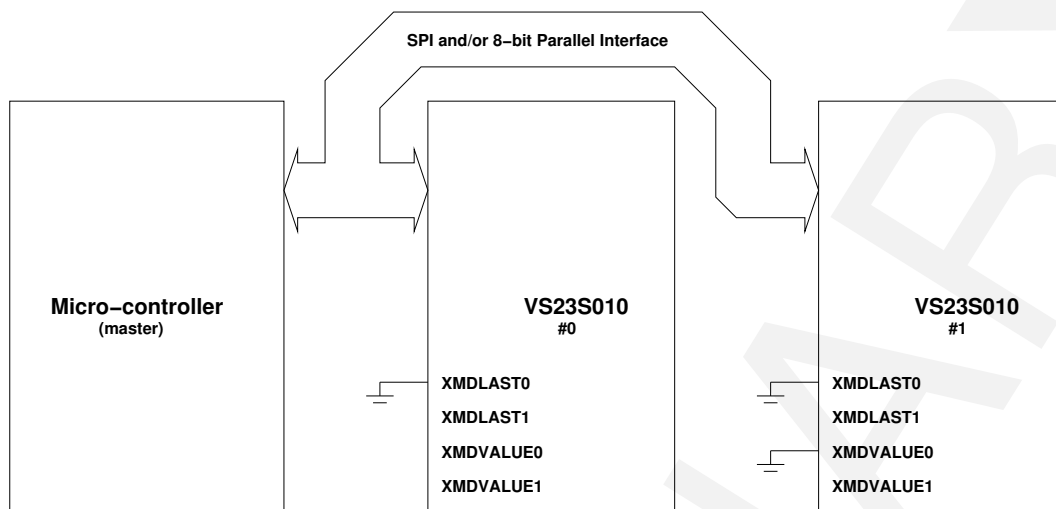 SPI and/or 8−bit Parallel Interface
Micro−controller
(master)
VS23S010
#0
XMDLAST0
XMDLAST1
XMDVALUE0
XMDVALUE1
VS23S010
#1
XMDLAST0
XMDLAST1
XMDVALUE0
XMDVALUE1